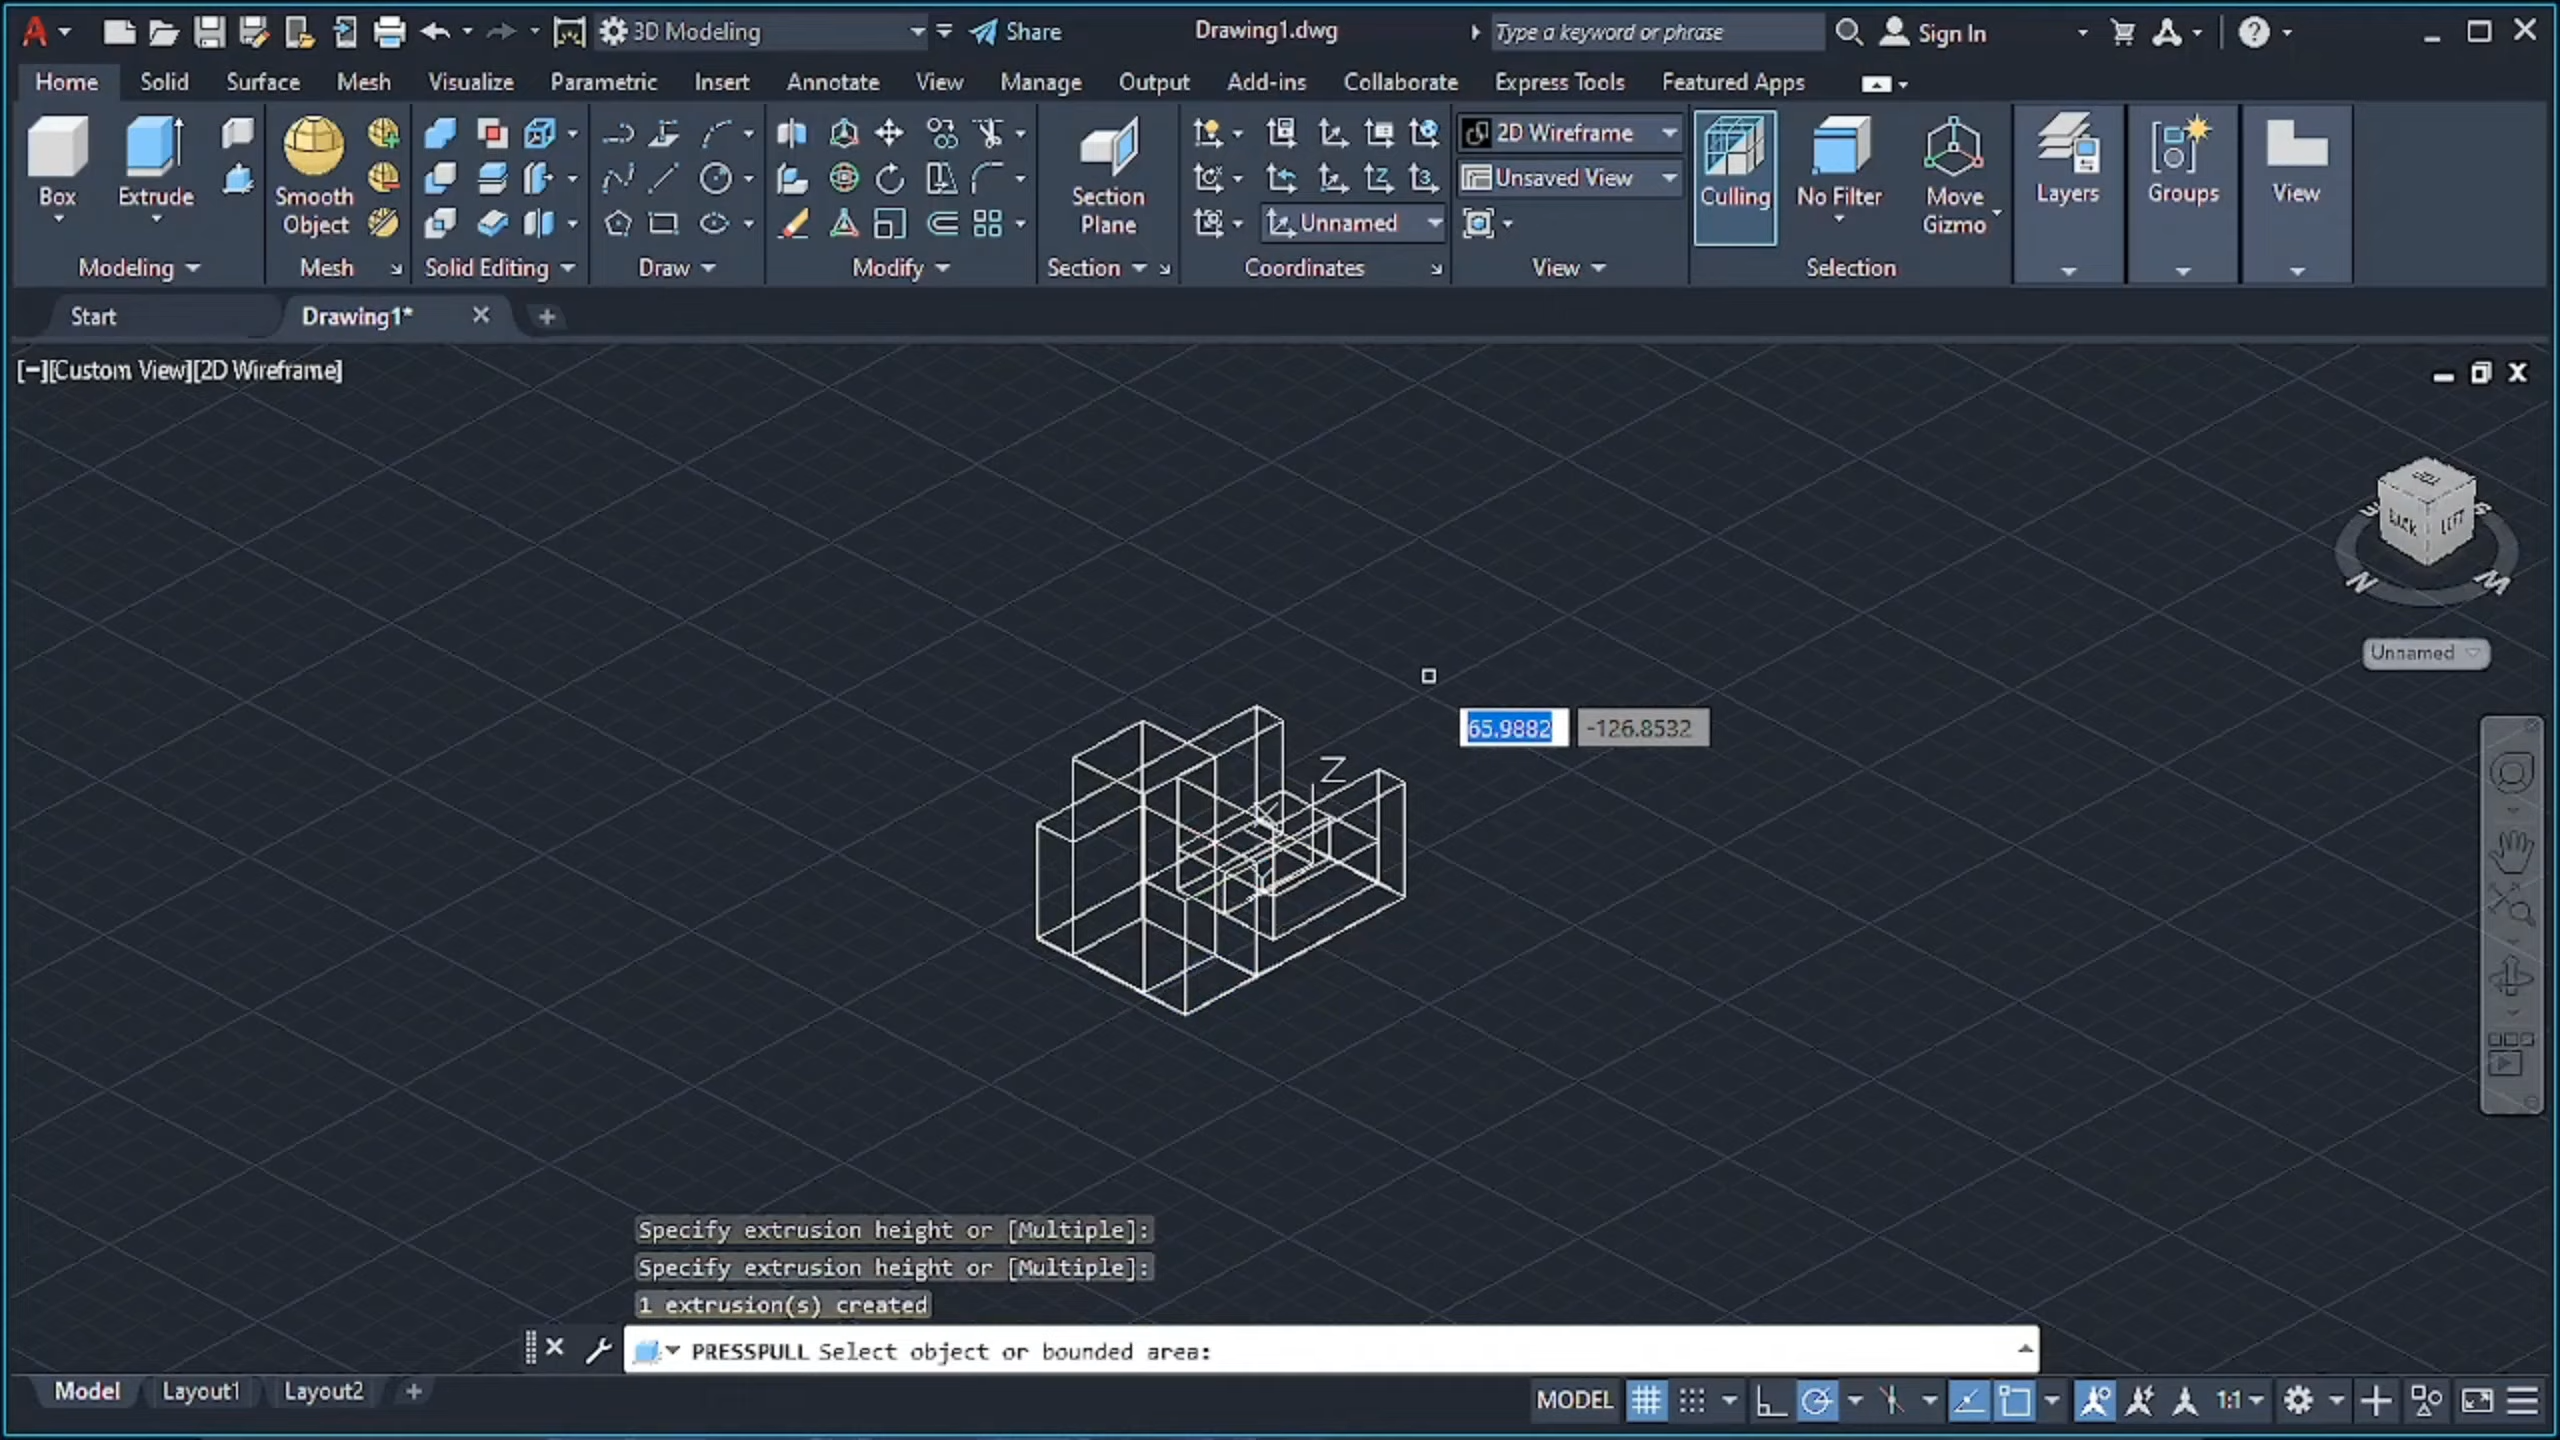 3D Modeling
Share
Drawing1.dwg
Type a keyword or phrase
Sign In
Home Solid Surface Mesh Visualize Parametric Insert Annotate View Manage Output Add-ins Collaborate Express Tools Featured Apps
Box
Extrude
Smooth Object
Section Plane
2D Wireframe
Unsaved View
Unnamed
Culling
No Filter
Move Gizmo
Layers
Groups
View
Modeling
Mesh
Solid Editing
Draw
Modify
Section
Coordinates
View
Selection
Start
Drawing1*
[−][Custom View][2D Wireframe]
TOP
BACK
LEFT
N
W
E
S
Unnamed
65.9882
-126.8532
Z
Specify extrusion height or [Multiple]:
Specify extrusion height or [Multiple]:
1 extrusion(s) created
PRESSPULL Select object or bounded area:
Model
Layout1
Layout2
MODEL
1:1